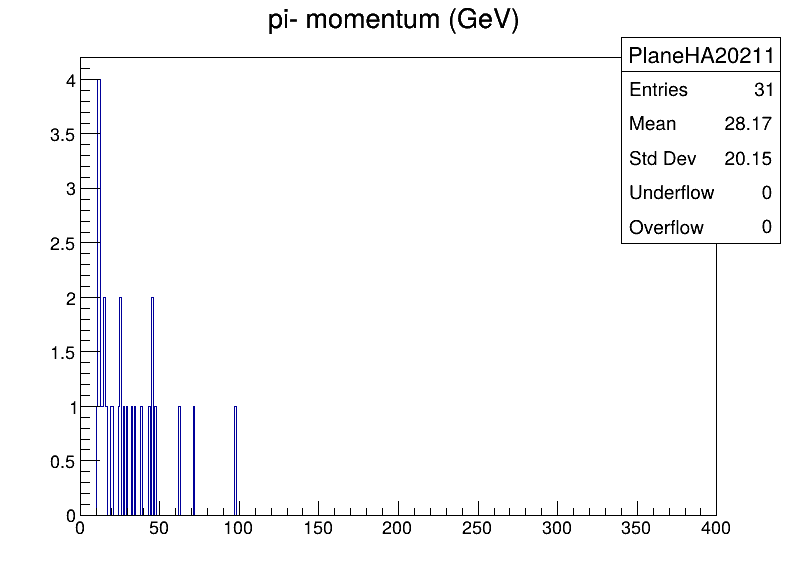 pi- momentum (GeV)
PlaneHA20211
Entries 31
Mean 28.17
Std Dev 20.15
Underflow 0
Overflow 0
4
3.5
3
2.5
2
1.5
1
0.5
0
0 50 100 150 200 250 300 350 400